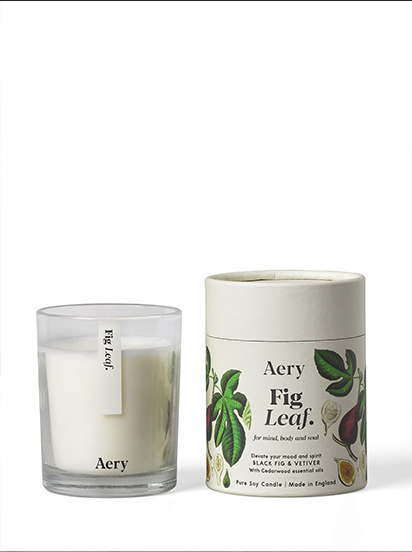 Fig Leaf.
Aery
Aery
Fig
Leaf.
for mind, body and soul
Elevate your mood and spirit
BLACK FIG & VETIVER
With Cedarwood essential oils
Pure Soy Candle | Made in England